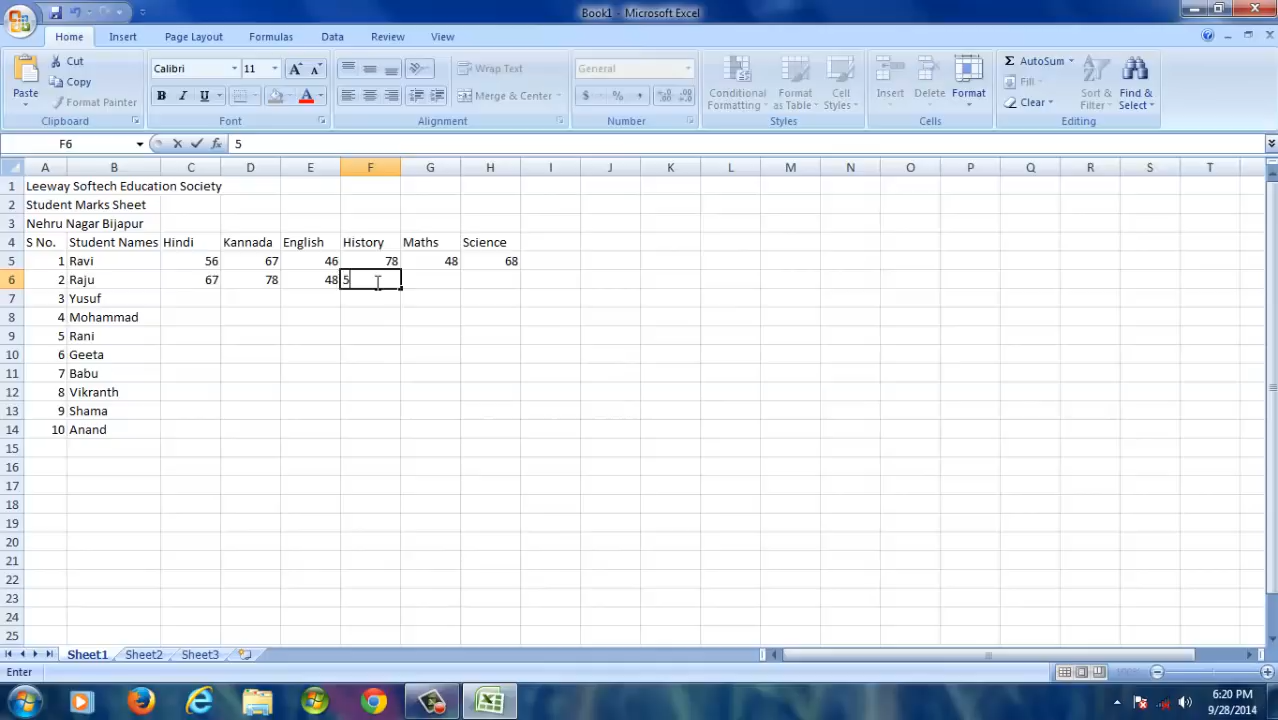 Book1 - Microsoft Excel
Home Insert Page Layout Formulas Data Review View
Paste Cut Copy Format Painter Clipboard
Calibri 11 B I U A Font
Wrap Text Merge & Center Alignment
General $ % , Number
Conditional Formatting Format as Table Cell Styles Styles
Insert Delete Format Cells
Σ AutoSum Fill Clear Sort & Filter Find & Select Editing
F6 fx 5
A B C D E F G H I J K L M N O P Q R S T
1 Leeway Softech Education Society
2 Student Marks Sheet
3 Nehru Nagar Bijapur
4 S No. Student Names Hindi Kannada English History Maths Science
5 1 Ravi 56 67 46 78 48 68
6 2 Raju 67 78 48 5
7 3 Yusuf
8 4 Mohammad
9 5 Rani
10 6 Geeta
11 7 Babu
12 8 Vikranth
13 9 Shama
14 10 Anand
15
16
17
18
19
20
21
22
23
24
25
Sheet1 Sheet2 Sheet3
Enter
6:20 PM
9/28/2014